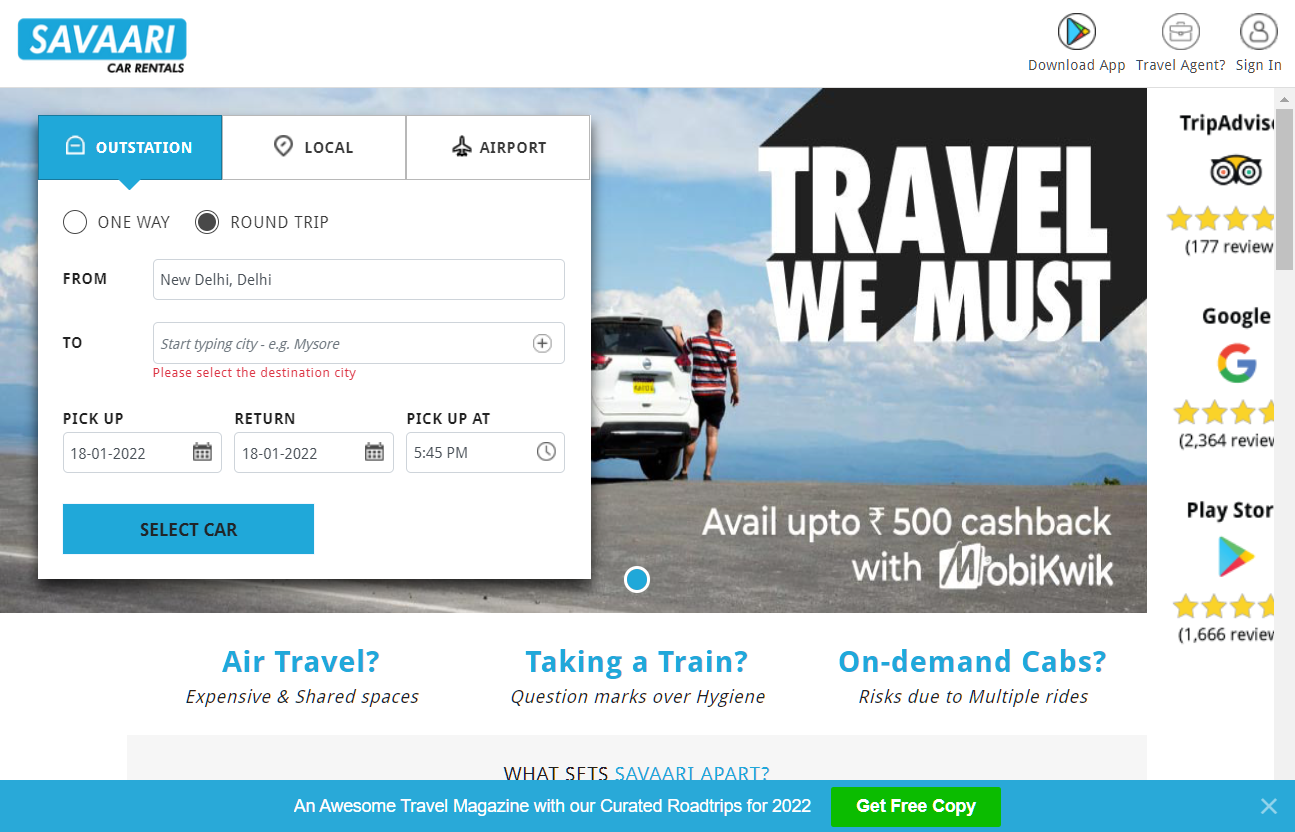 SAVAARI
CAR RENTALS
Download App
Travel Agent?
Sign In
OUTSTATION
LOCAL
AIRPORT
ONE WAY
ROUND TRIP
FROM
New Delhi, Delhi
TO
Start typing city - e.g. Mysore
Please select the destination city
PICK UP
RETURN
PICK UP AT
18-01-2022
18-01-2022
5:45 PM
SELECT CAR
TRAVEL
WE MUST
Avail upto ₹ 500 cashback
with MobiKwik
TripAdvis
(177 review
Google
(2,364 review
Play Stor
(1,666 review
Air Travel?
Expensive & Shared spaces
Taking a Train?
Question marks over Hygiene
On-demand Cabs?
Risks due to Multiple rides
WHAT SETS SAVAARI APART?
An Awesome Travel Magazine with our Curated Roadtrips for 2022
Get Free Copy